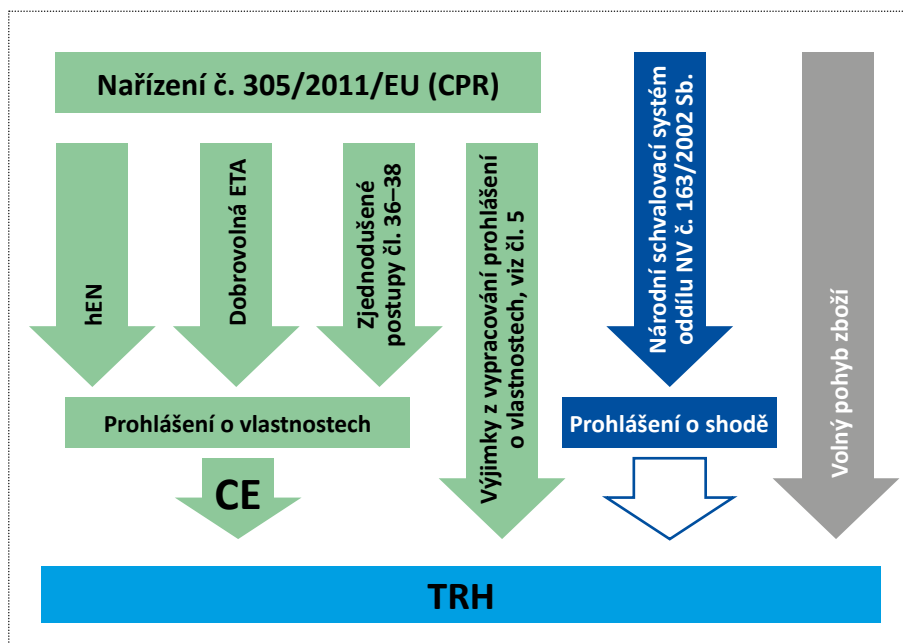 Nařízení č. 305/2011/EU (CPR)
hEN
Dobrovolná ETA
Zjednodušené
postupy čl. 36–38
Výjimky z vypracování prohlášení
o vlastnostech, viz čl. 5
Národní schvalovací systém
oddílu NV č. 163/2002 Sb.
Volný pohyb zboží
Prohlášení o vlastnostech
Prohlášení o shodě
CE
TRH